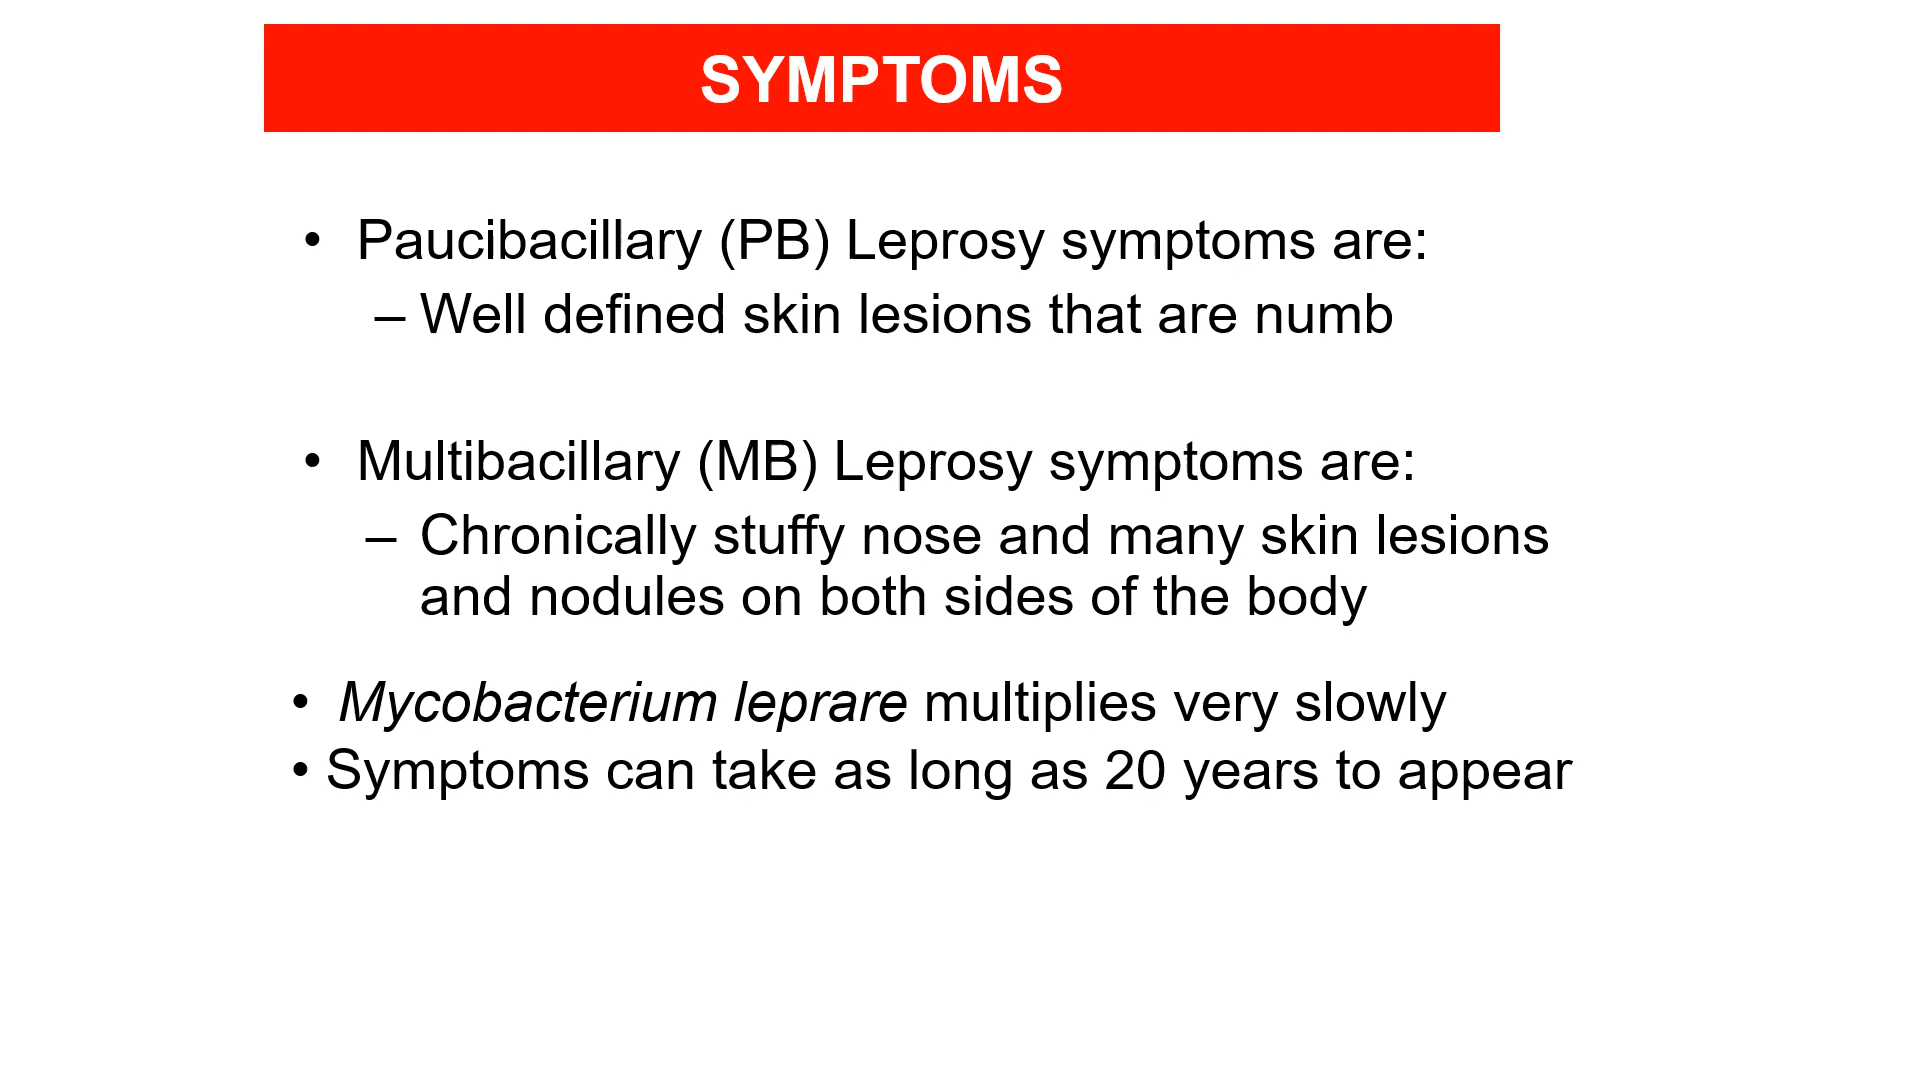 SYMPTOMS
• Paucibacillary (PB) Leprosy symptoms are:
– Well defined skin lesions that are numb
• Multibacillary (MB) Leprosy symptoms are:
– Chronically stuffy nose and many skin lesions
and nodules on both sides of the body
• Mycobacterium leprare multiplies very slowly
• Symptoms can take as long as 20 years to appear